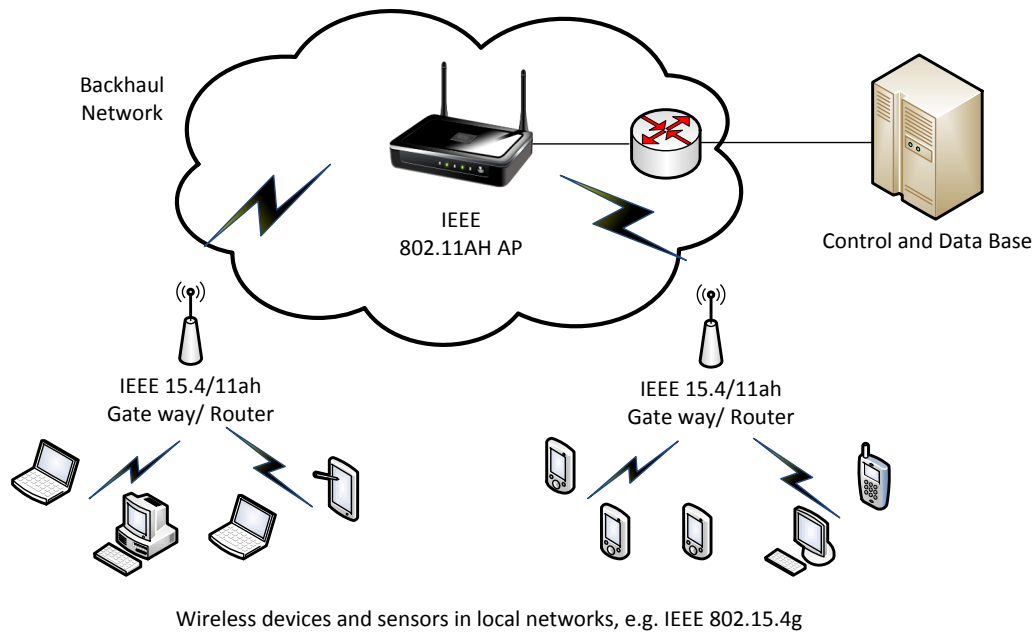 Backhaul
Network
IEEE
802.11AH AP
Control and Data Base
IEEE 15.4/11ah
Gate way/ Router
IEEE 15.4/11ah
Gate way/ Router
Wireless devices and sensors in local networks, e.g. IEEE 802.15.4g